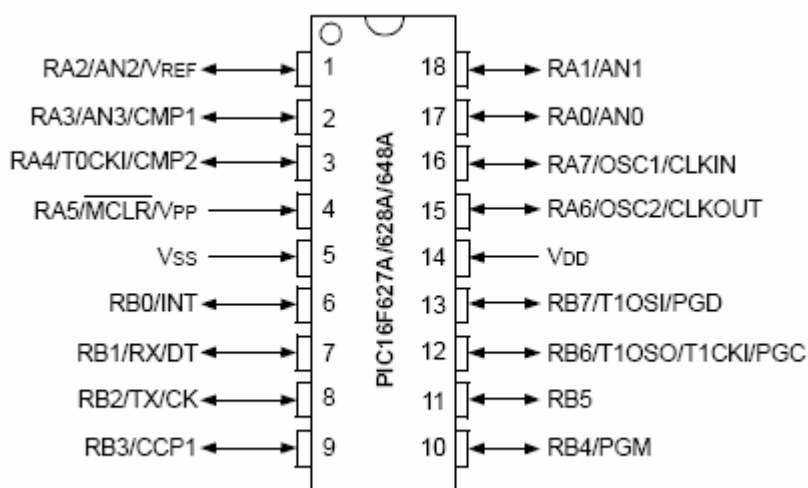 RA2/AN2/VREF 1 18 RA1/AN1
RA3/AN3/CMP1 2 17 RA0/AN0
RA4/T0CKI/CMP2 3 16 RA7/OSC1/CLKIN
RA5/MCLR/VPP 4 15 RA6/OSC2/CLKOUT
VSS 5 14 VDD
RB0/INT 6 13 RB7/T1OSI/PGD
RB1/RX/DT 7 12 RB6/T1OSO/T1CKI/PGC
RB2/TX/CK 8 11 RB5
RB3/CCP1 9 10 RB4/PGM
PIC16F627A/628A/648A